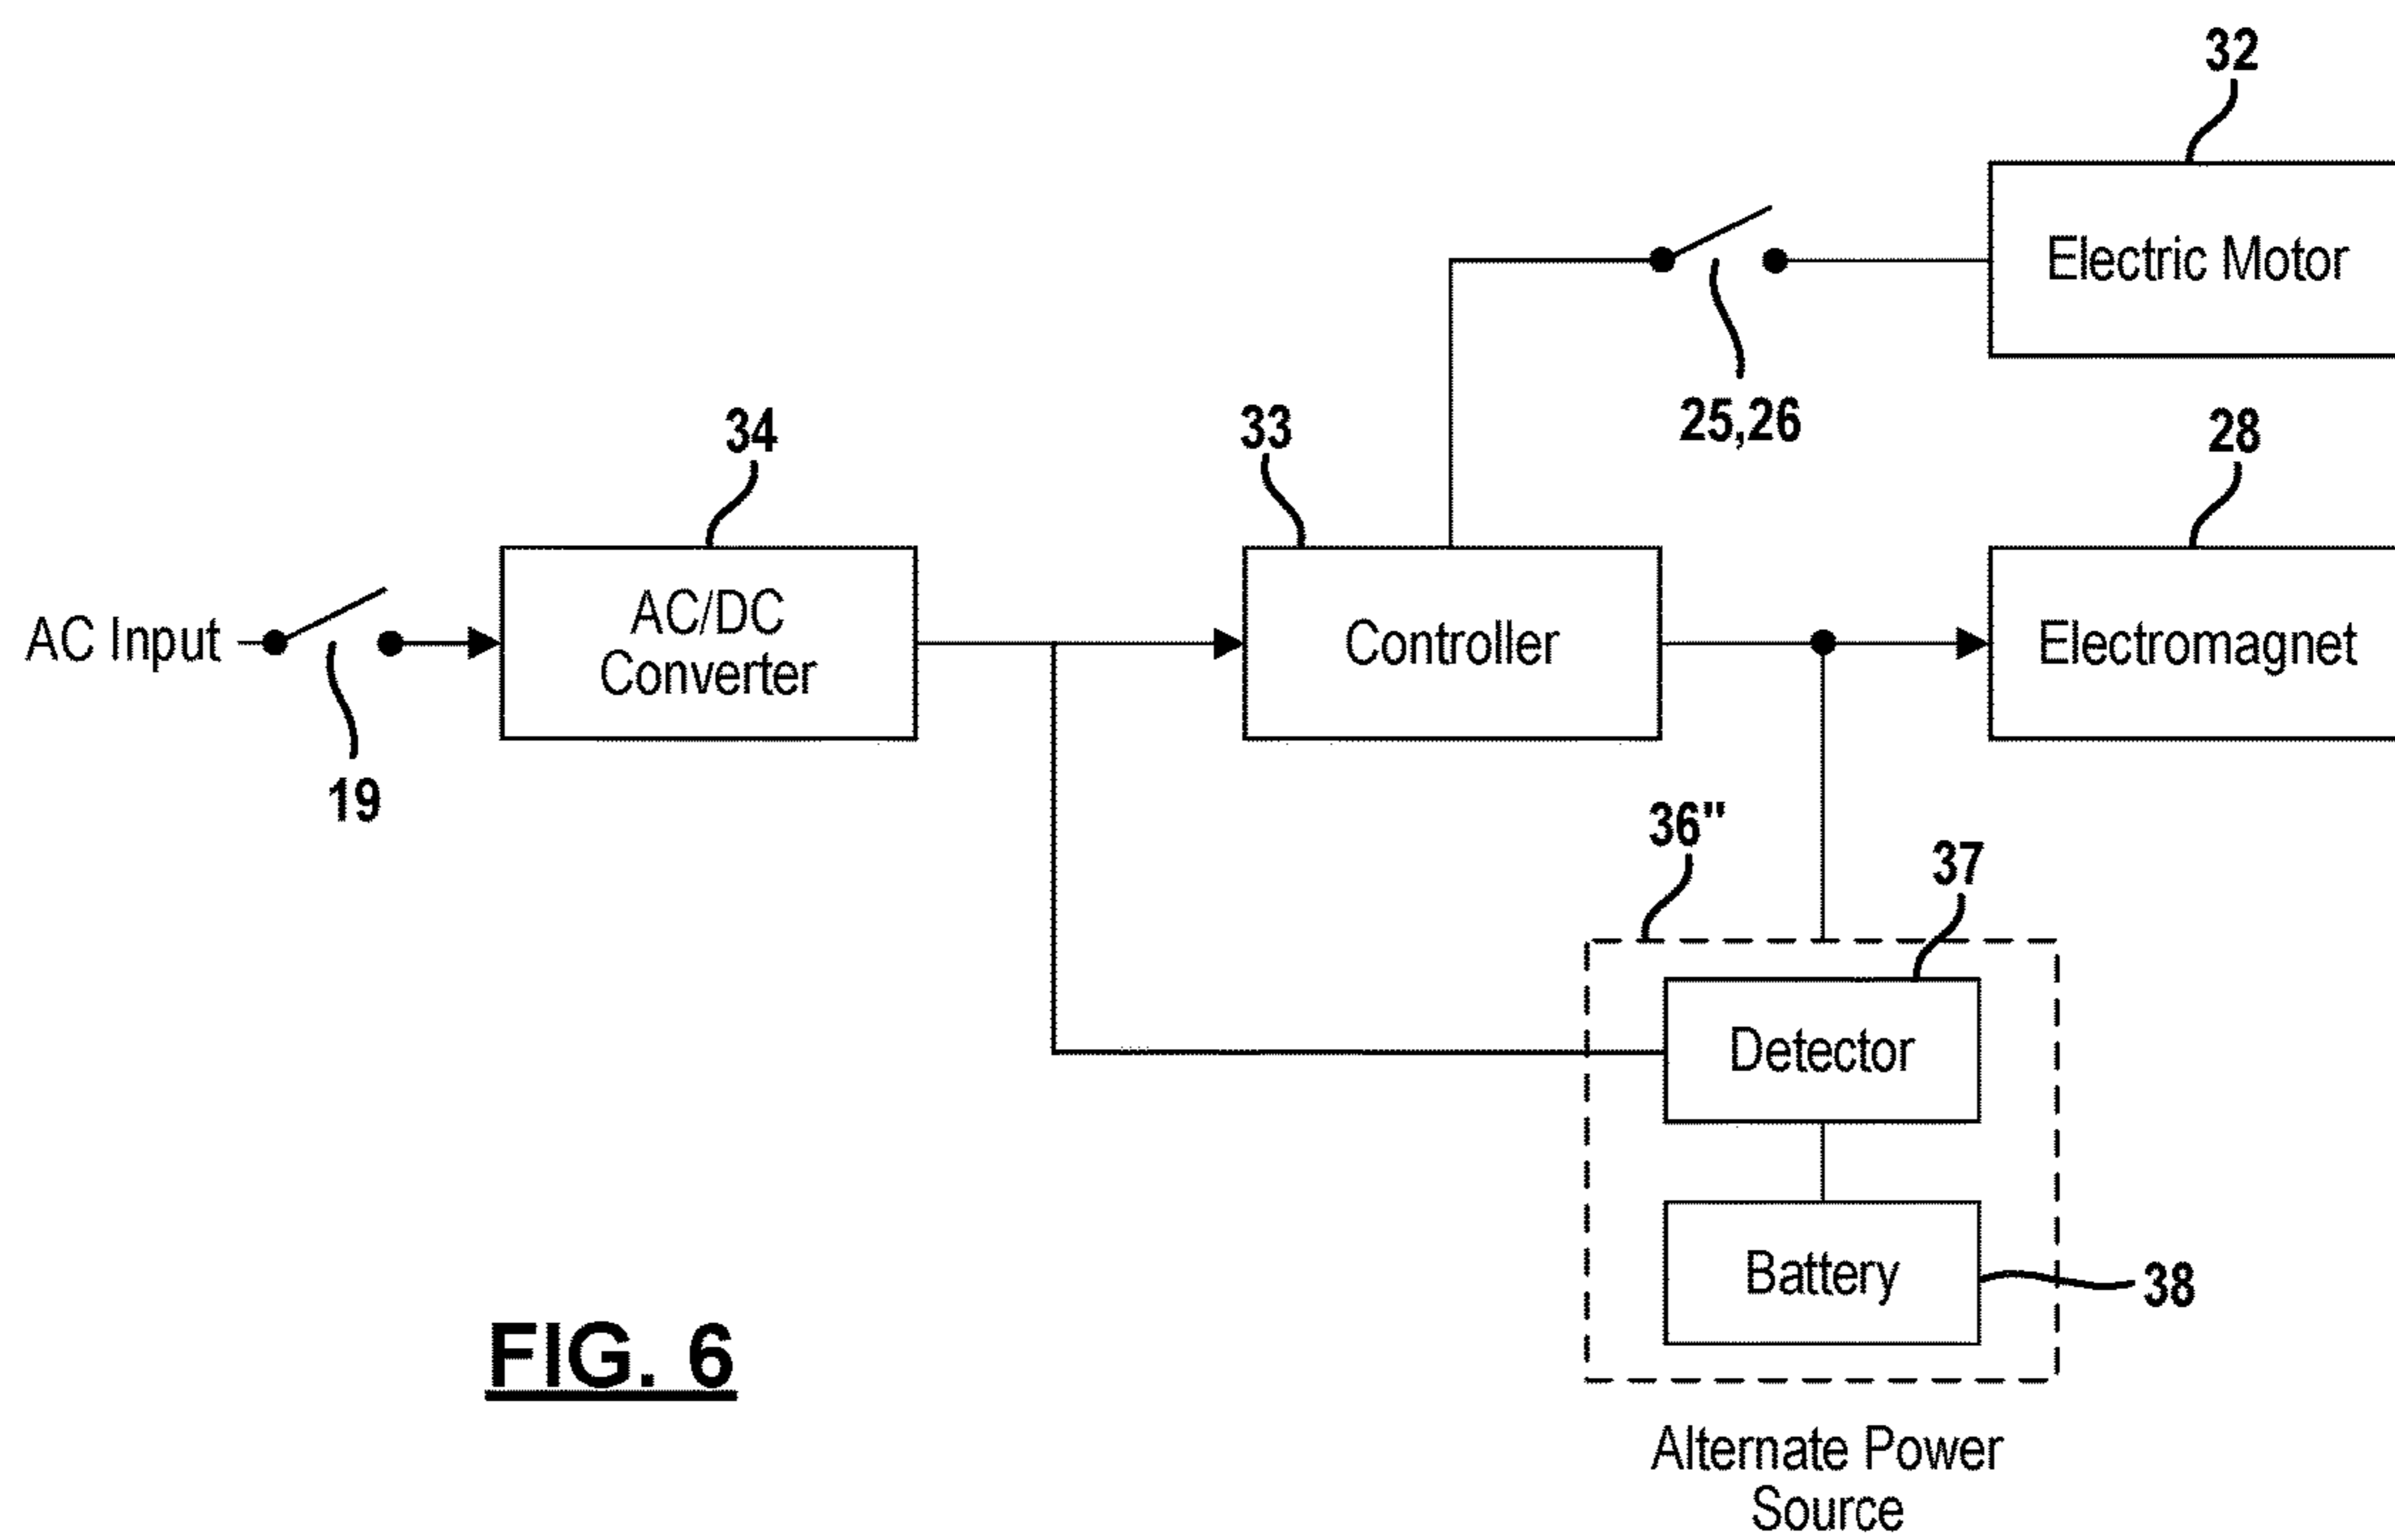 32
Electric Motor
25,26
34
33
28
AC Input
AC/DC
Converter
Controller
Electromagnet
19
36"
37
Detector
Battery
38
FIG. 6
Alternate Power
Source